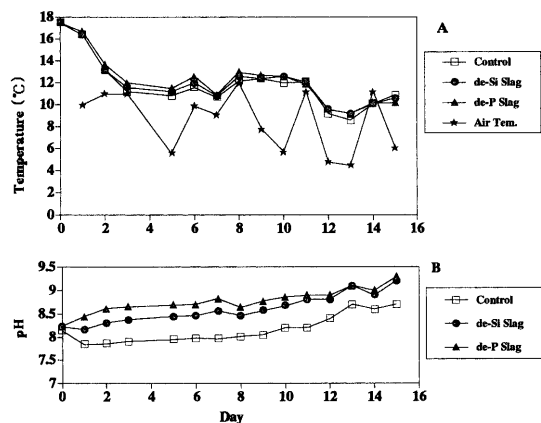 A
Temperature (℃)
18
16
14
12
10
8
6
4
2
0
0 2 4 6 8 10 12 14 16
Control
de-Si Slag
de-P Slag
Air Tem.
B
pH
9.5
9
8.5
8
7.5
7
0 2 4 6 8 10 12 14 16
Day
Control
de-Si Slag
de-P Slag